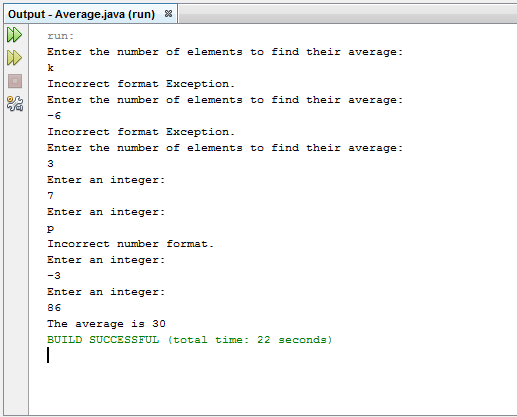 Output - Average.java (run)
run:
Enter the number of elements to find their average:
k
Incorrect format Exception.
Enter the number of elements to find their average:
-6
Incorrect format Exception.
Enter the number of elements to find their average:
3
Enter an integer:
7
Enter an integer:
p
Incorrect number format.
Enter an integer:
-3
Enter an integer:
86
The average is 30
BUILD SUCCESSFUL (total time: 22 seconds)